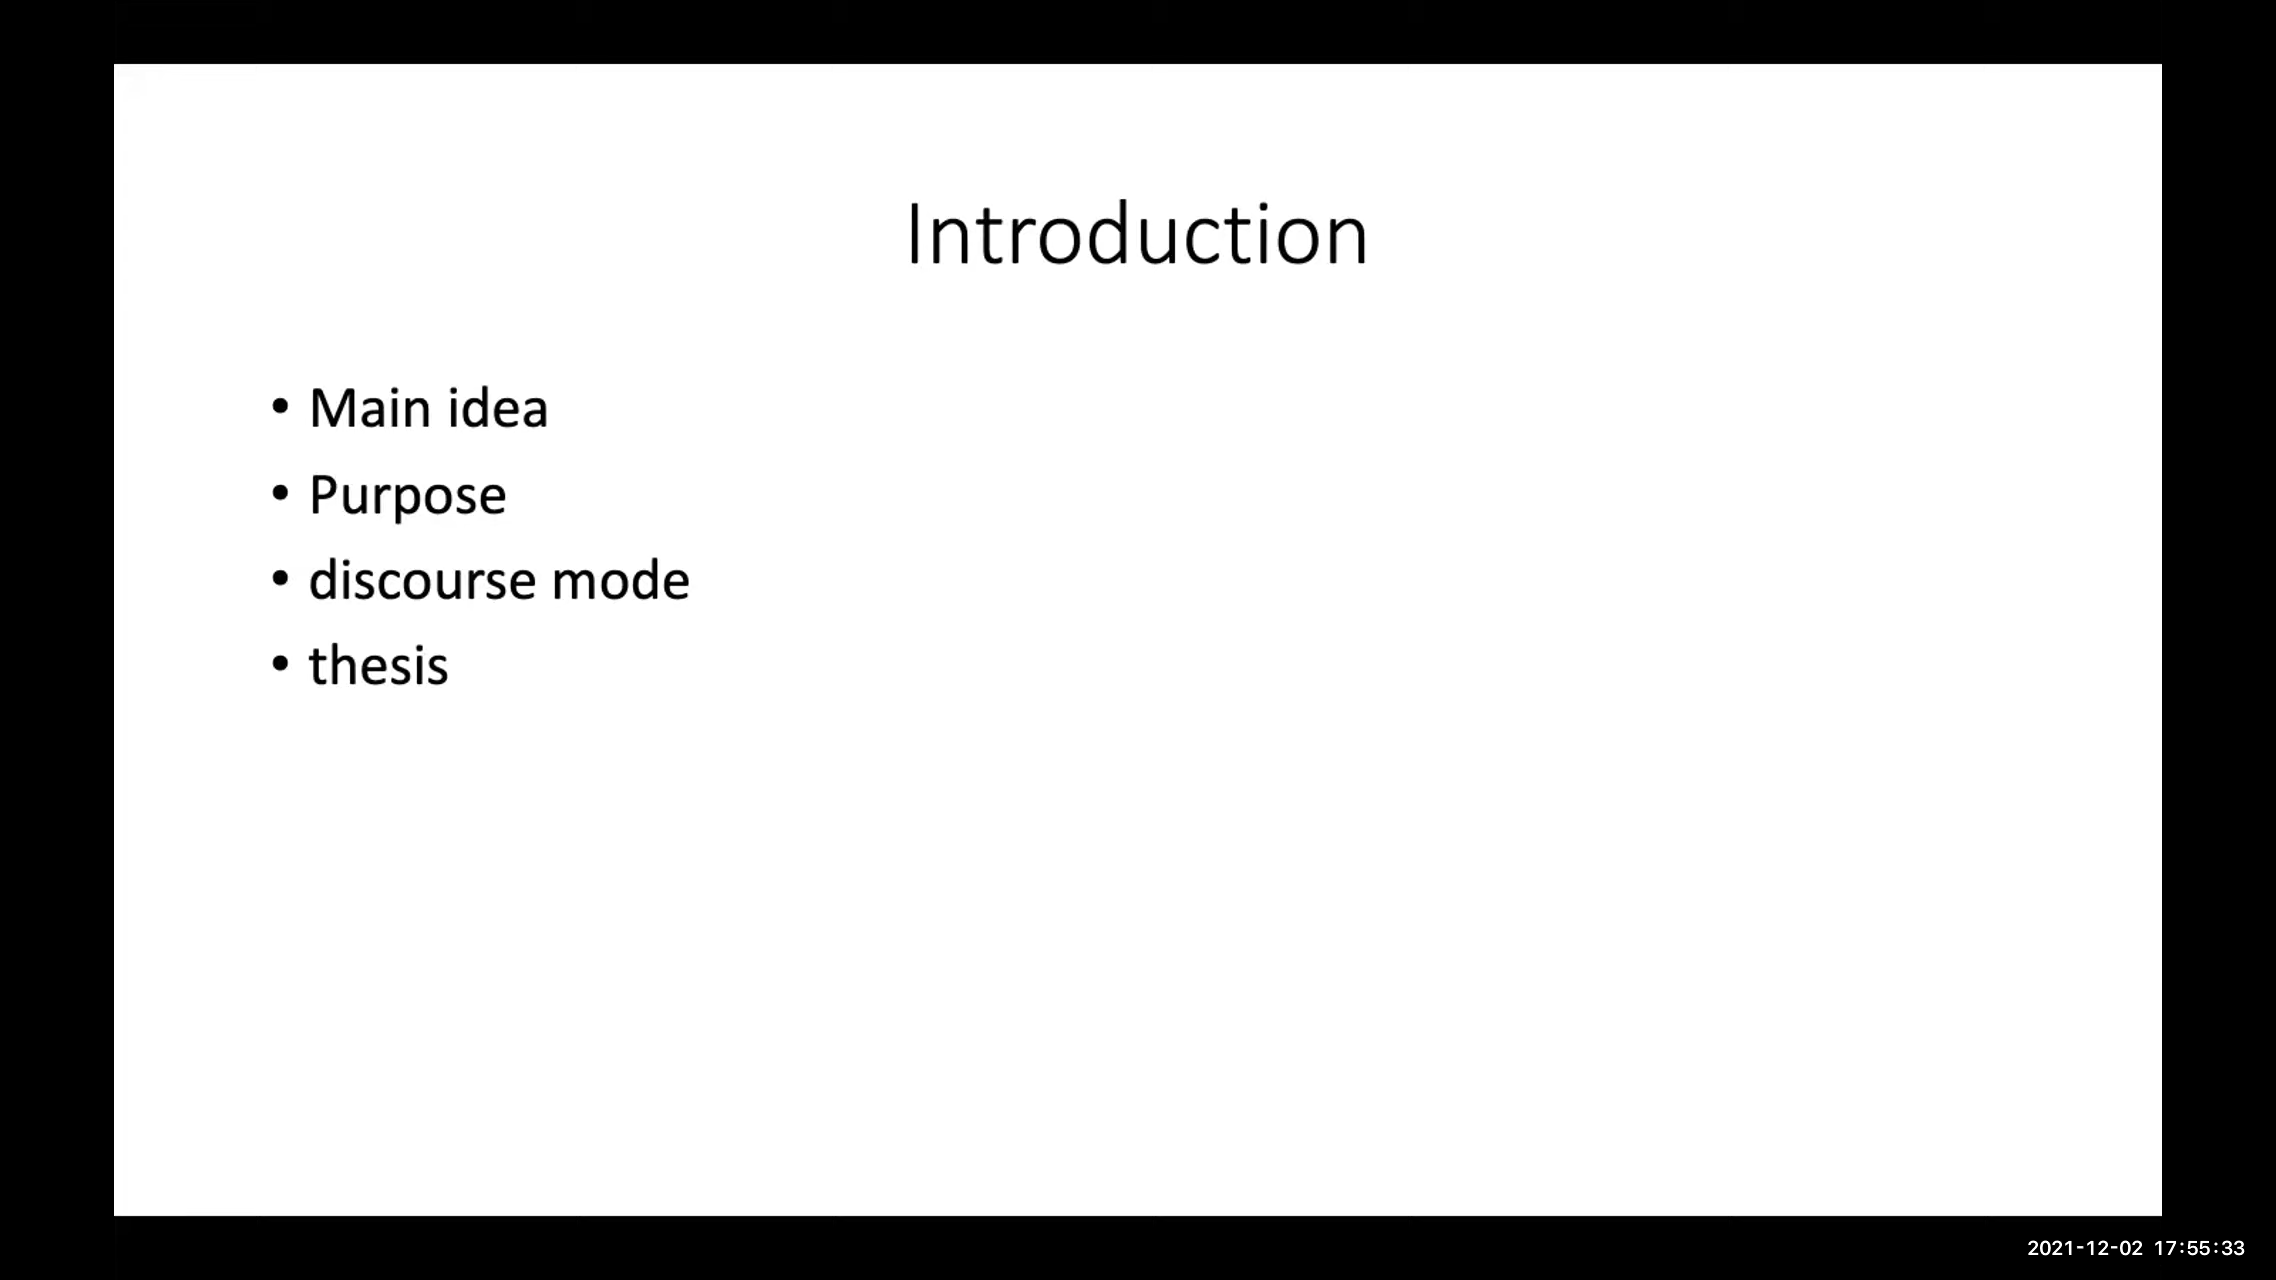 Introduction
• Main idea
• Purpose
• discourse mode
• thesis
2021-12-02 17:55:33